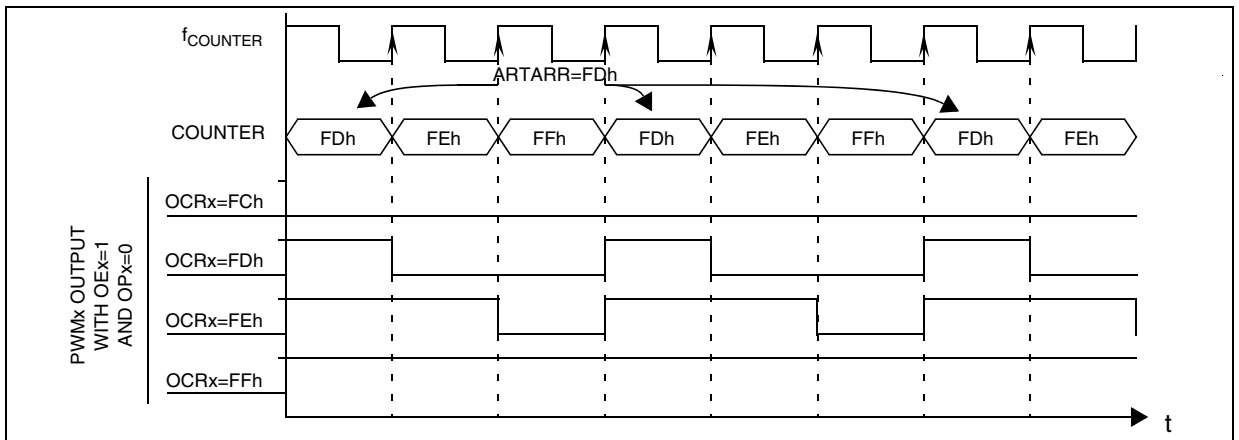 fCOUNTER
ARTARR=FDh
COUNTER
FDh FEh FFh FDh FEh FFh FDh FEh
PWMx OUTPUT
WITH OEx=1
AND OPx=0
OCRx=FCh
OCRx=FDh
OCRx=FEh
OCRx=FFh
t